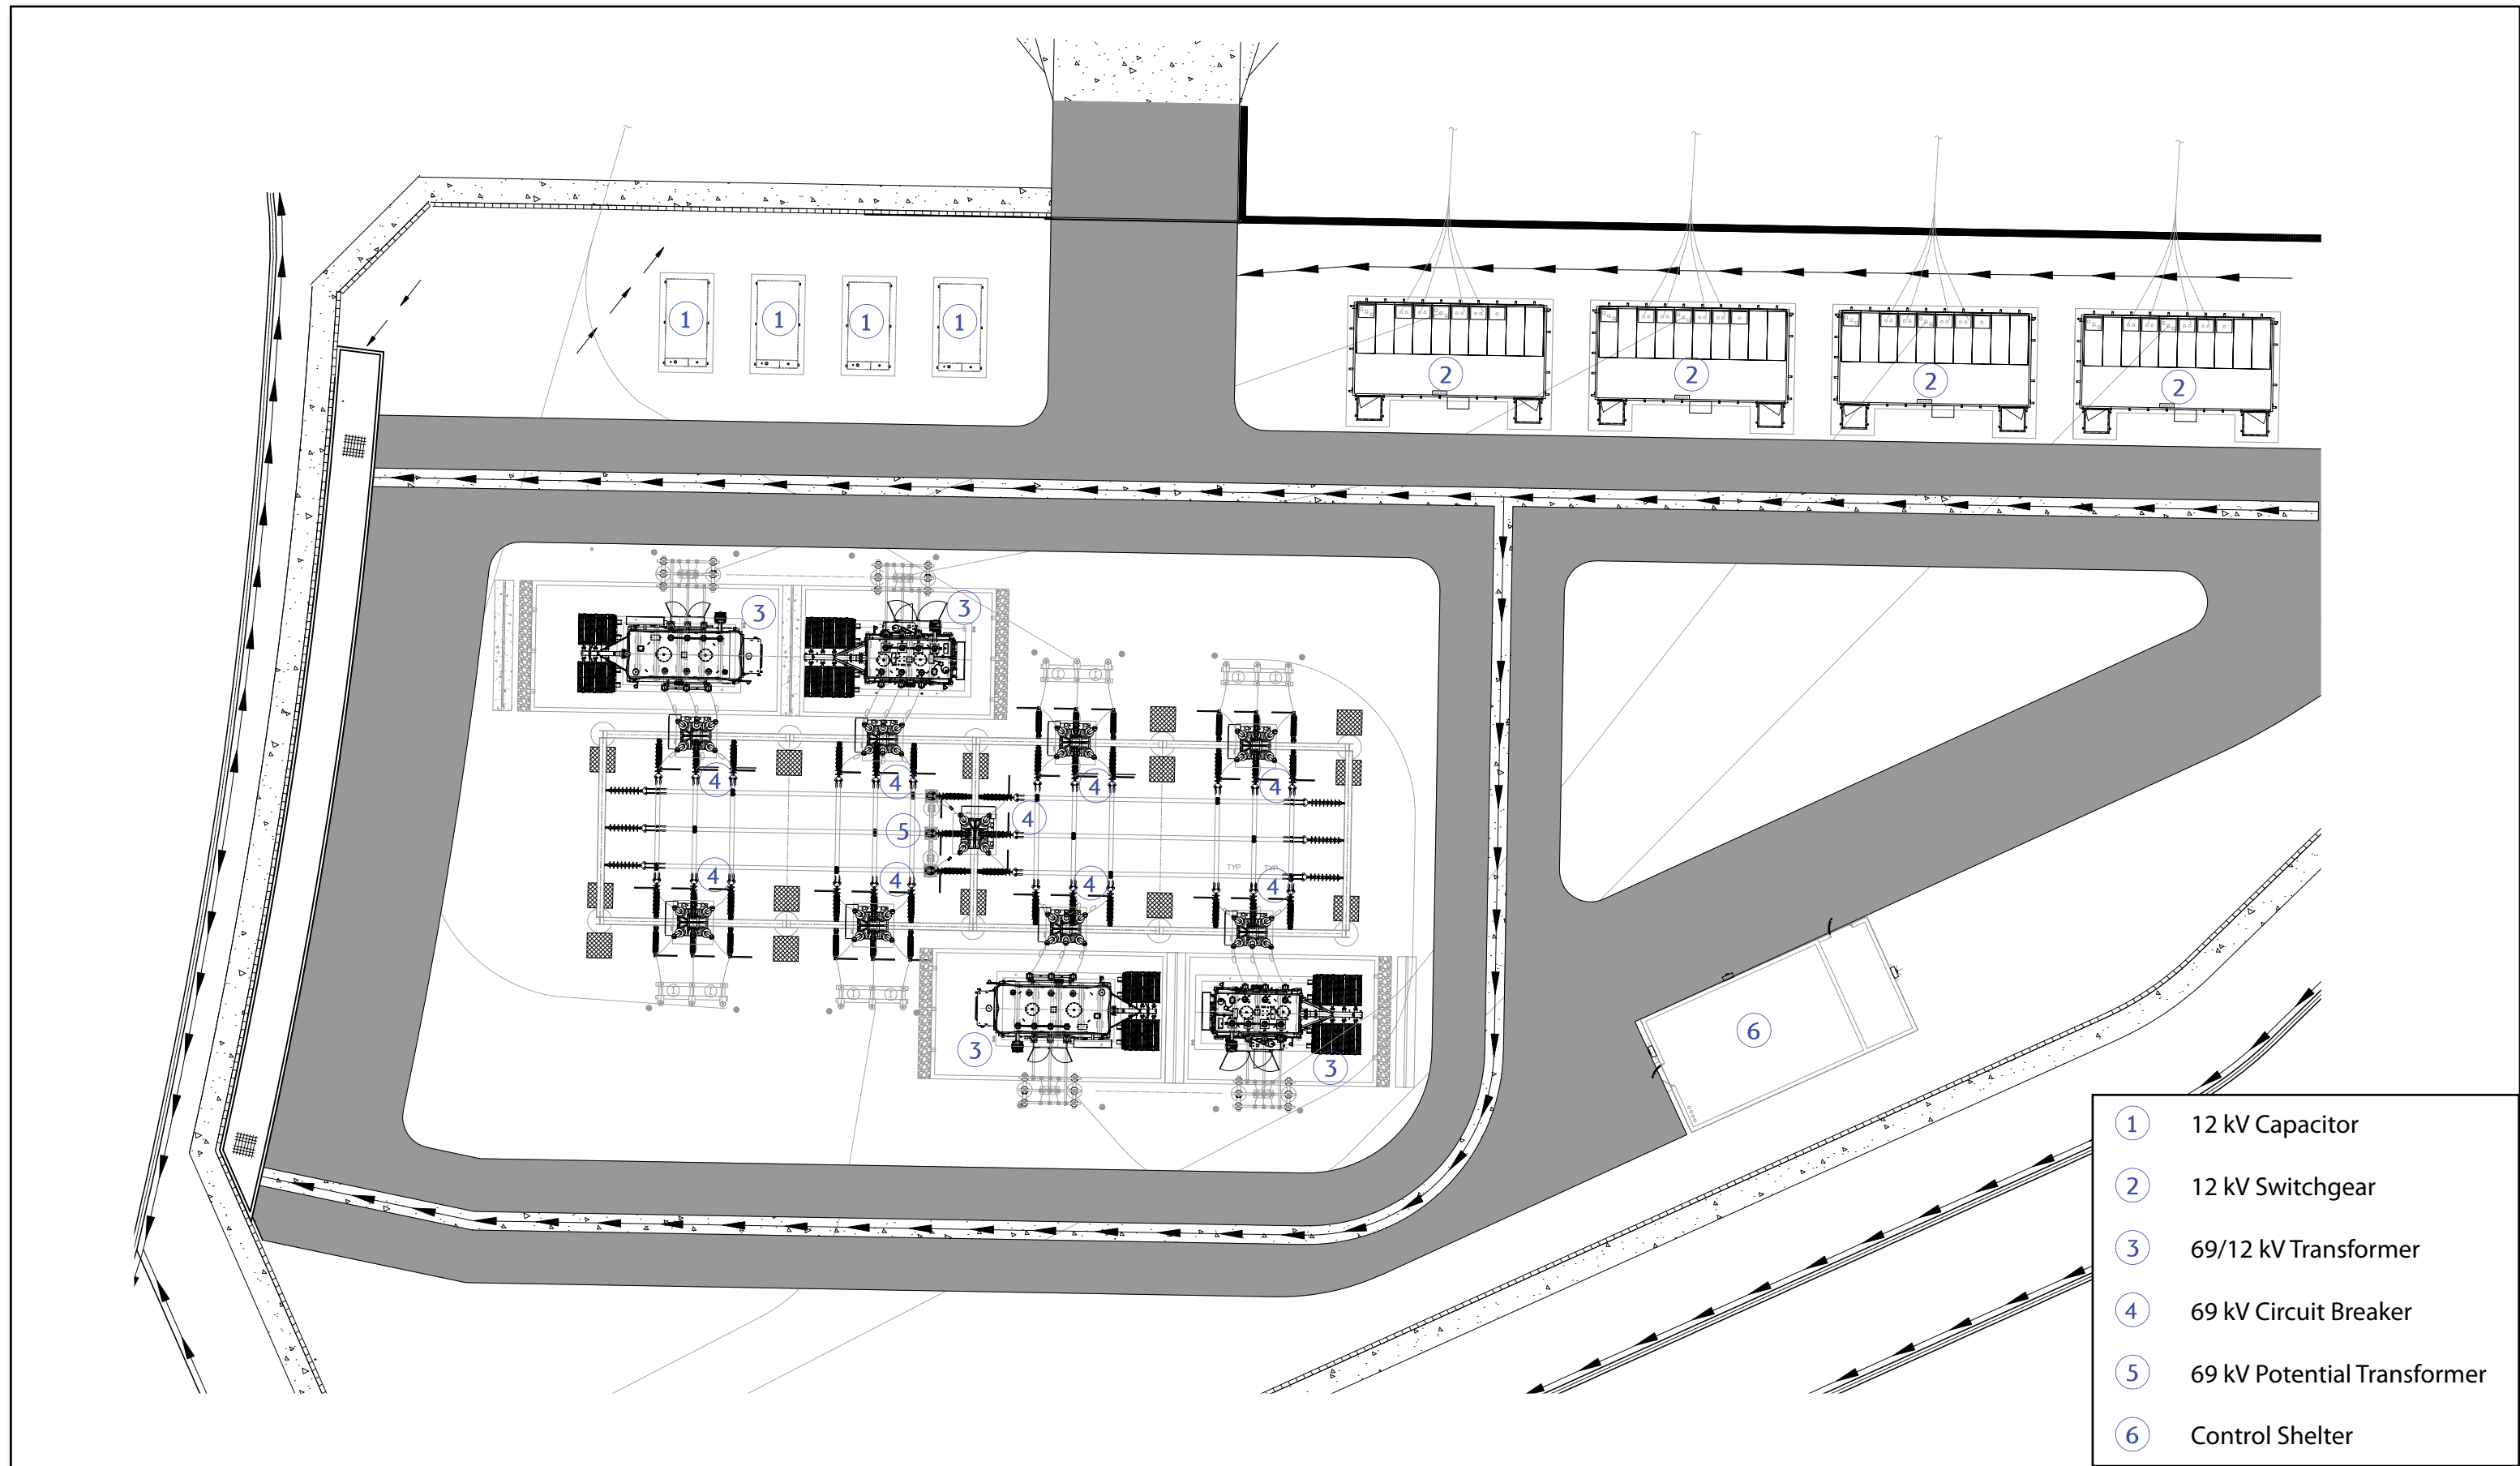 1 1 1 1
2 2 2 2
3 3
4 4 4 4
5 4
TYP TYP
4 4 4 4
3 3
6
1 12 kV Capacitor
2 12 kV Switchgear
3 69/12 kV Transformer
4 69 kV Circuit Breaker
5 69 kV Potential Transformer
6 Control Shelter